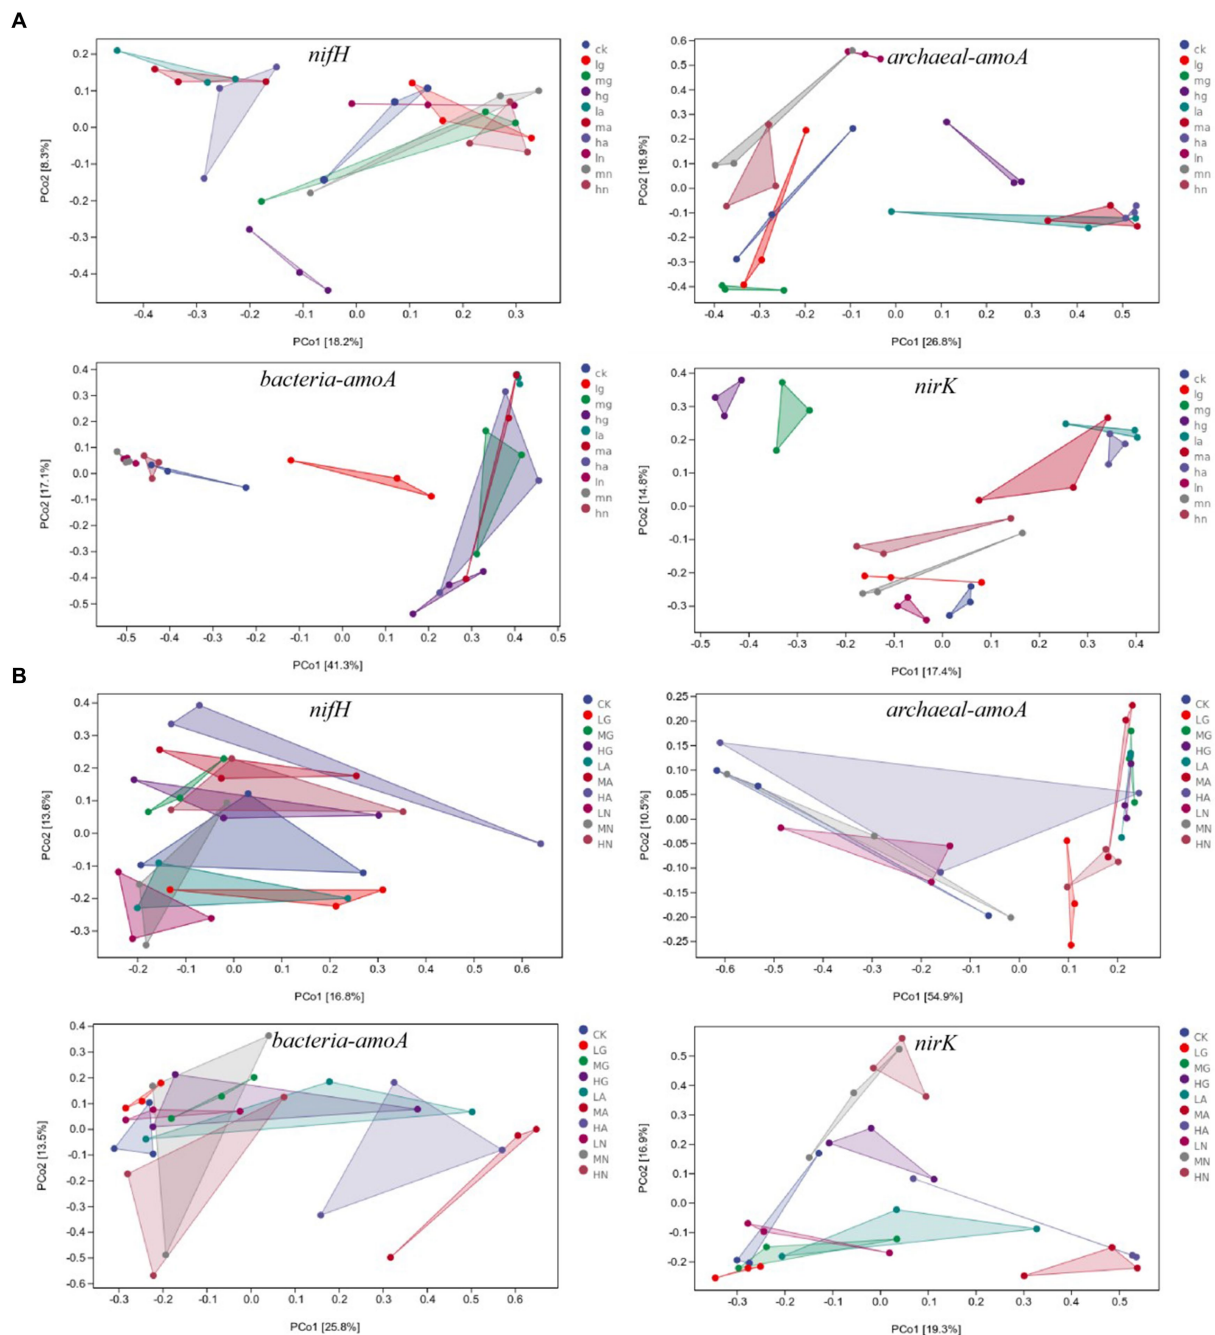 A
nifH
0.2
0.1
0.0
-0.1
-0.2
-0.3
-0.4
PCo2 [8.3%]
-0.4 -0.3 -0.2 -0.1 0.0 0.1 0.2 0.3
PCo1 [18.2%]
ck
lg
mg
hg
la
ma
ha
ln
mn
hn
archaeal-amoA
0.6
0.5
0.4
0.3
0.2
0.1
0.0
-0.1
-0.2
-0.3
-0.4
PCo2 [18.9%]
-0.4 -0.3 -0.2 -0.1 0.0 0.1 0.2 0.3 0.4 0.5
PCo1 [26.8%]
ck
lg
mg
hg
la
ma
ha
ln
mn
hn
bacteria-amoA
0.4
0.3
0.2
0.1
0.0
-0.1
-0.2
-0.3
-0.4
-0.5
PCo2 [17.1%]
-0.5 -0.4 -0.3 -0.2 -0.1 0.0 0.1 0.2 0.3 0.4 0.5
PCo1 [41.3%]
ck
lg
mg
hg
la
ma
ha
ln
mn
hn
nirK
0.4
0.3
0.2
0.1
0.0
-0.1
-0.2
-0.3
PCo2 [14.8%]
-0.5 -0.4 -0.3 -0.2 -0.1 0.0 0.1 0.2 0.3 0.4
PCo1 [17.4%]
ck
lg
mg
hg
la
ma
ha
ln
mn
hn
B
nifH
0.4
0.3
0.2
0.1
0.0
-0.1
-0.2
-0.3
PCo2 [13.6%]
-0.2 -0.1 0.0 0.1 0.2 0.3 0.4 0.5 0.6
PCo1 [16.8%]
CK
LG
MG
HG
LA
MA
HA
LN
MN
HN
archaeal-amoA
0.25
0.20
0.15
0.10
0.05
0.00
-0.05
-0.10
-0.15
-0.20
-0.25
PCo2 [10.5%]
-0.6 -0.5 -0.4 -0.3 -0.2 -0.1 0.0 0.1 0.2
PCo1 [54.9%]
CK
LG
MG
HG
LA
MA
HA
LN
MN
HN
bacteria-amoA
0.4
0.3
0.2
0.1
0.0
-0.1
-0.2
-0.3
-0.4
-0.5
-0.6
PCo2 [13.5%]
-0.3 -0.2 -0.1 0.0 0.1 0.2 0.3 0.4 0.5 0.6
PCo1 [25.8%]
CK
LG
MG
HG
LA
MA
HA
LN
MN
HN
nirK
0.5
0.4
0.3
0.2
0.1
0.0
-0.1
-0.2
PCo2 [16.9%]
-0.3 -0.2 -0.1 0.0 0.1 0.2 0.3 0.4 0.5
PCo1 [19.3%]
CK
LG
MG
HG
LA
MA
HA
LN
MN
HN